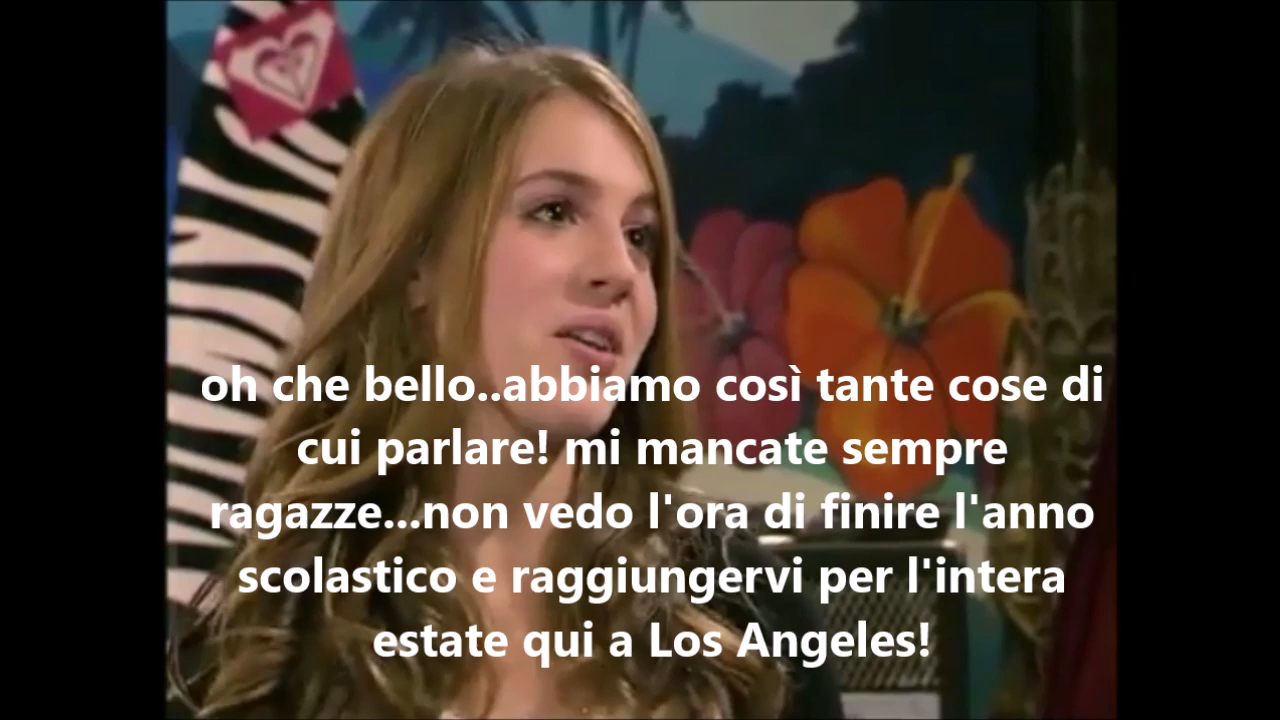 oh che bello..abbiamo così tante cose di
cui parlare! mi mancate sempre
ragazze...non vedo l'ora di finire l'anno
scolastico e raggiungervi per l'intera
estate qui a Los Angeles!